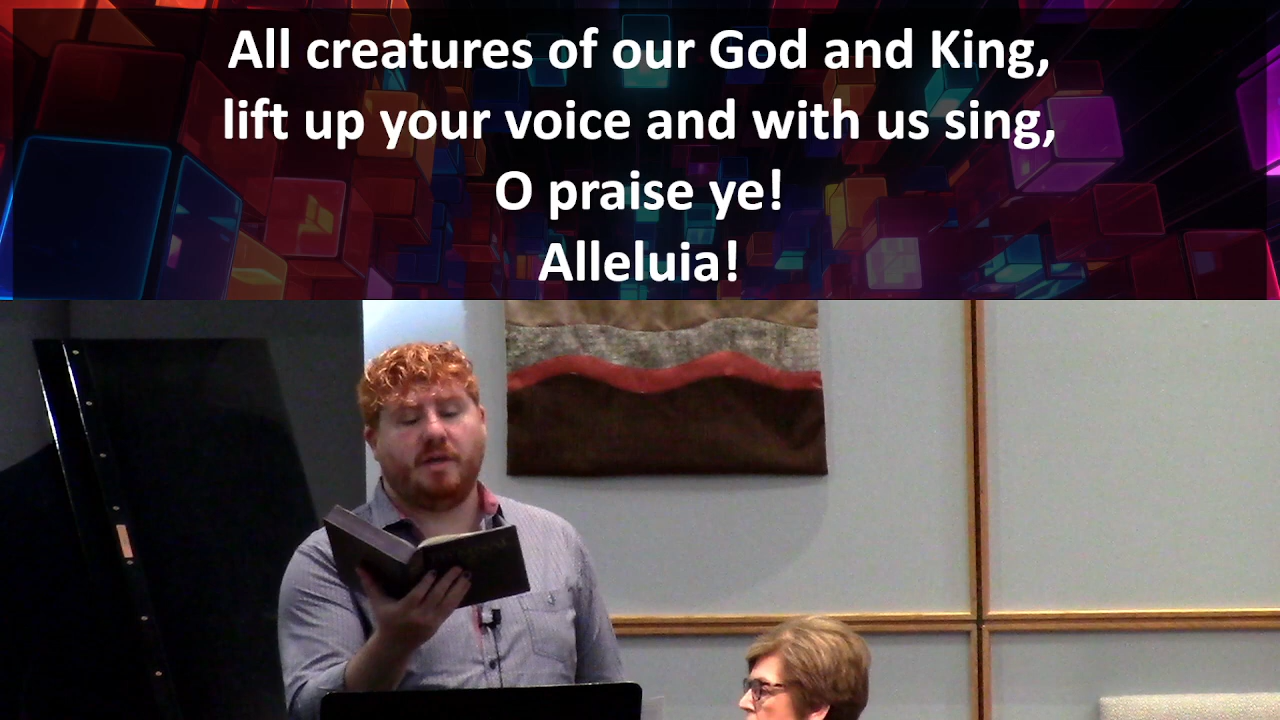 All creatures of our God and King,
lift up your voice and with us sing,
O praise ye!
Alleluia!